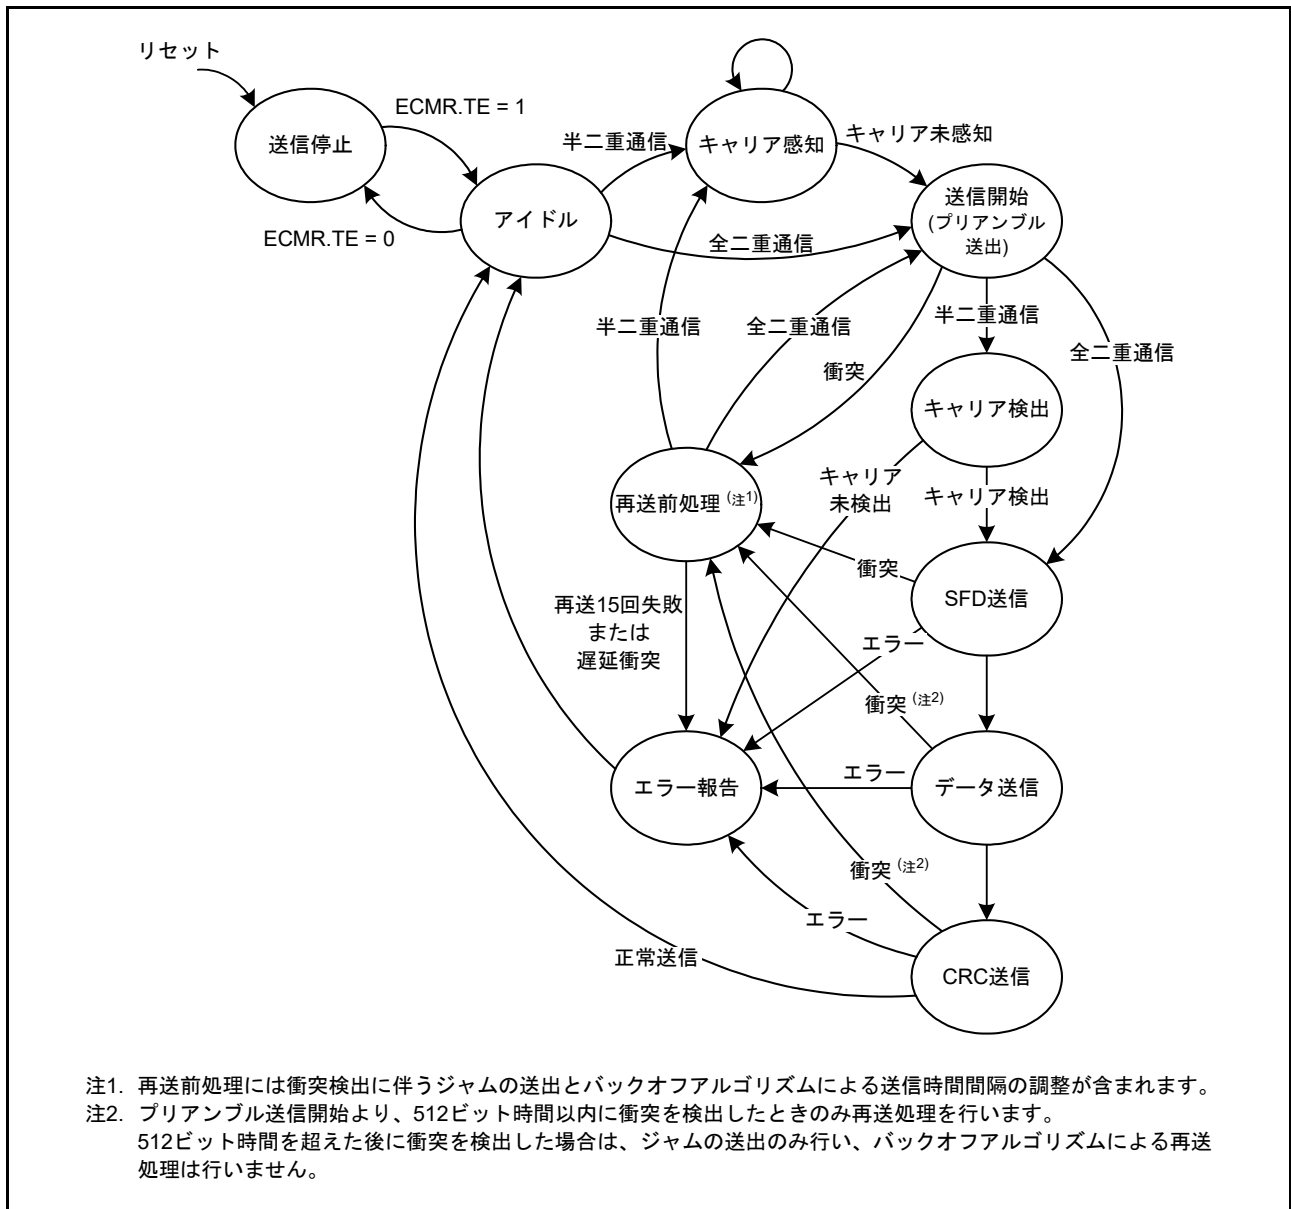 リセット
ECMR.TE = 1
送信停止
ECMR.TE = 0
アイドル
半二重通信
キャリア感知
キャリア未感知
全二重通信
送信開始
(プリアンブル
送出)
半二重通信
全二重通信
衝突
半二重通信
全二重通信
キャリア検出
再送前処理 (注1)
キャリア
未検出
キャリア検出
衝突
SFD送信
再送15回失敗
または
遅延衝突
エラー
衝突 (注2)
エラー報告
エラー
データ送信
衝突 (注2)
エラー
正常送信
CRC送信
注1. 再送前処理には衝突検出に伴うジャムの送出とバックオフアルゴリズムによる送信時間間隔の調整が含まれます。
注2. プリアンブル送信開始より、512ビット時間以内に衝突を検出したときのみ再送処理を行います。
512ビット時間を超えた後に衝突を検出した場合は、ジャムの送出のみ行い、バックオフアルゴリズムによる再送
処理は行いません。